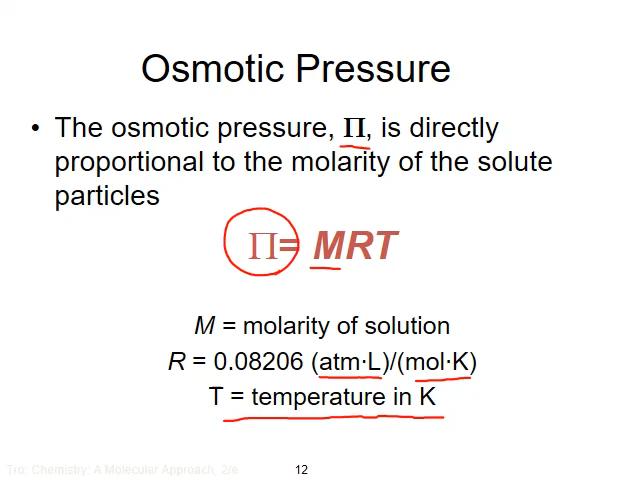 Osmotic Pressure
• The osmotic pressure, Π, is directly
proportional to the molarity of the solute
particles
Π= MRT
M = molarity of solution
R = 0.08206 (atm·L)/(mol·K)
T = temperature in K
Tro: Chemistry: A Molecular Approach, 2/e
12